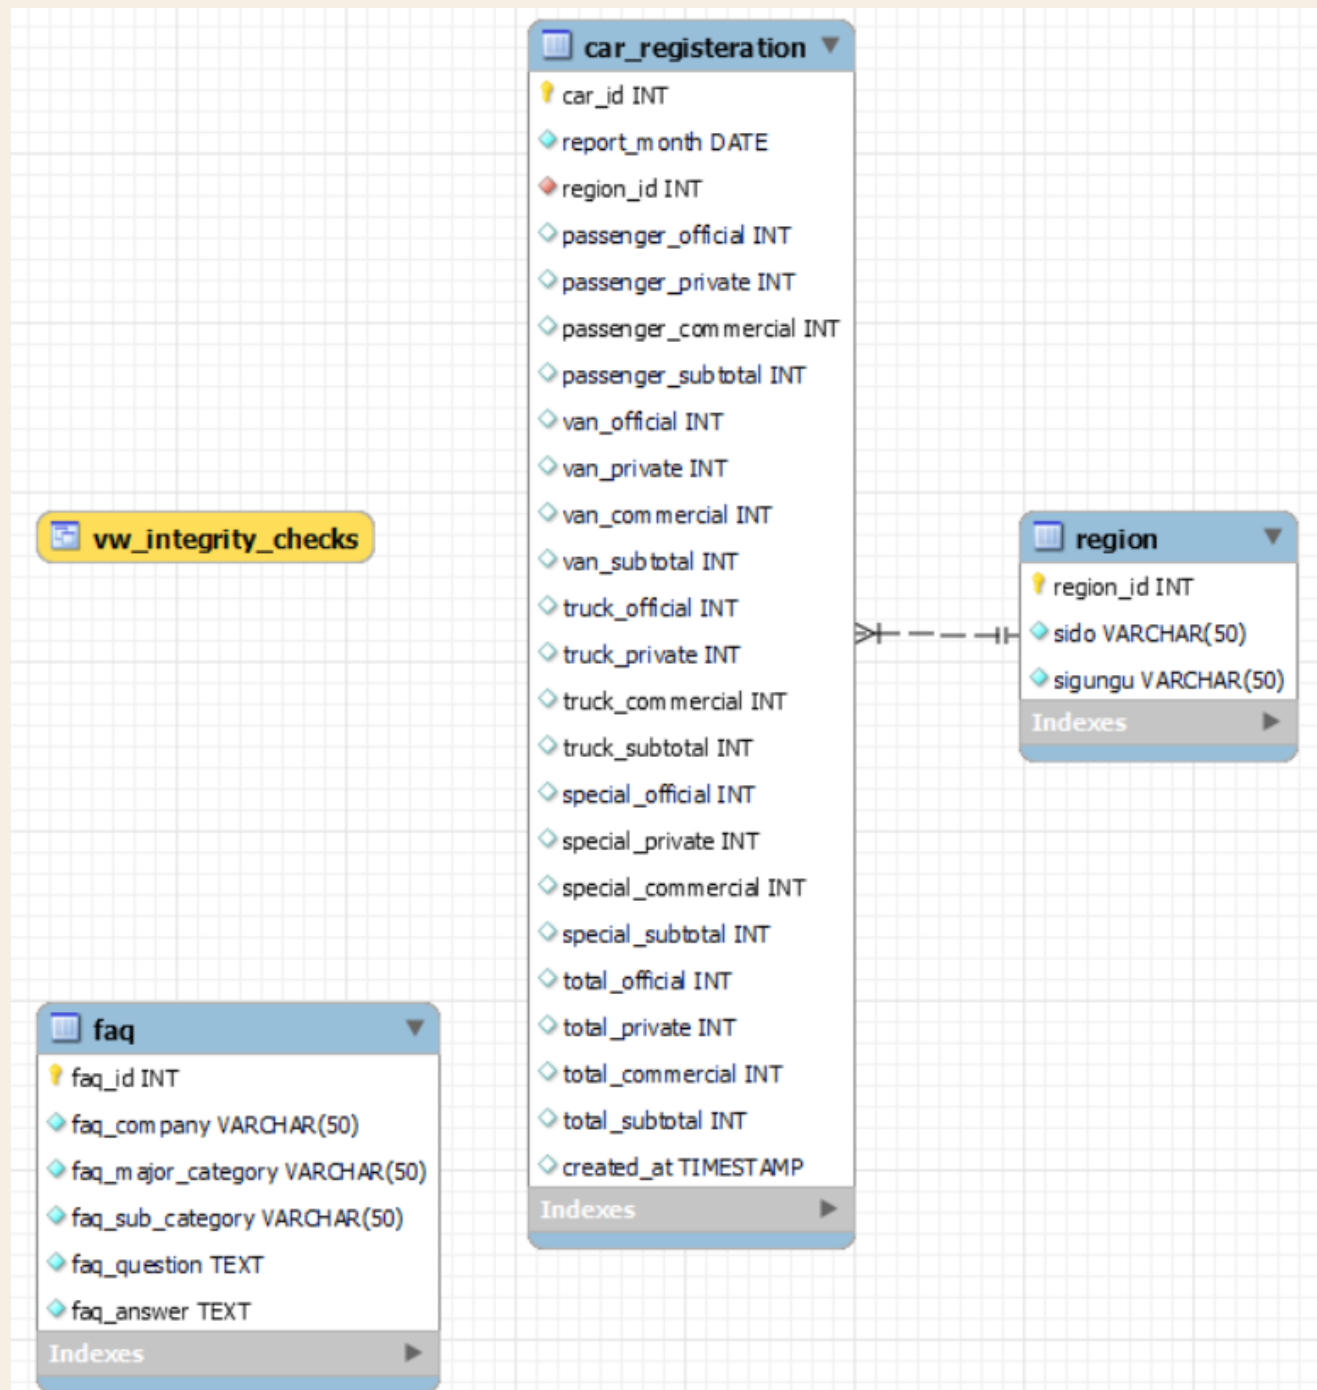 car_registeration
car_id INT
report_month DATE
region_id INT
passenger_official INT
passenger_private INT
passenger_commercial INT
passenger_subtotal INT
van_official INT
van_private INT
van_commercial INT
van_subtotal INT
truck_official INT
truck_private INT
truck_commercial INT
truck_subtotal INT
special_official INT
special_private INT
special_commercial INT
special_subtotal INT
total_official INT
total_private INT
total_commercial INT
total_subtotal INT
created_at TIMESTAMP
Indexes
vw_integrity_checks
region
region_id INT
sido VARCHAR(50)
sigungu VARCHAR(50)
Indexes
faq
faq_id INT
faq_company VARCHAR(50)
faq_major_category VARCHAR(50)
faq_sub_category VARCHAR(50)
faq_question TEXT
faq_answer TEXT
Indexes